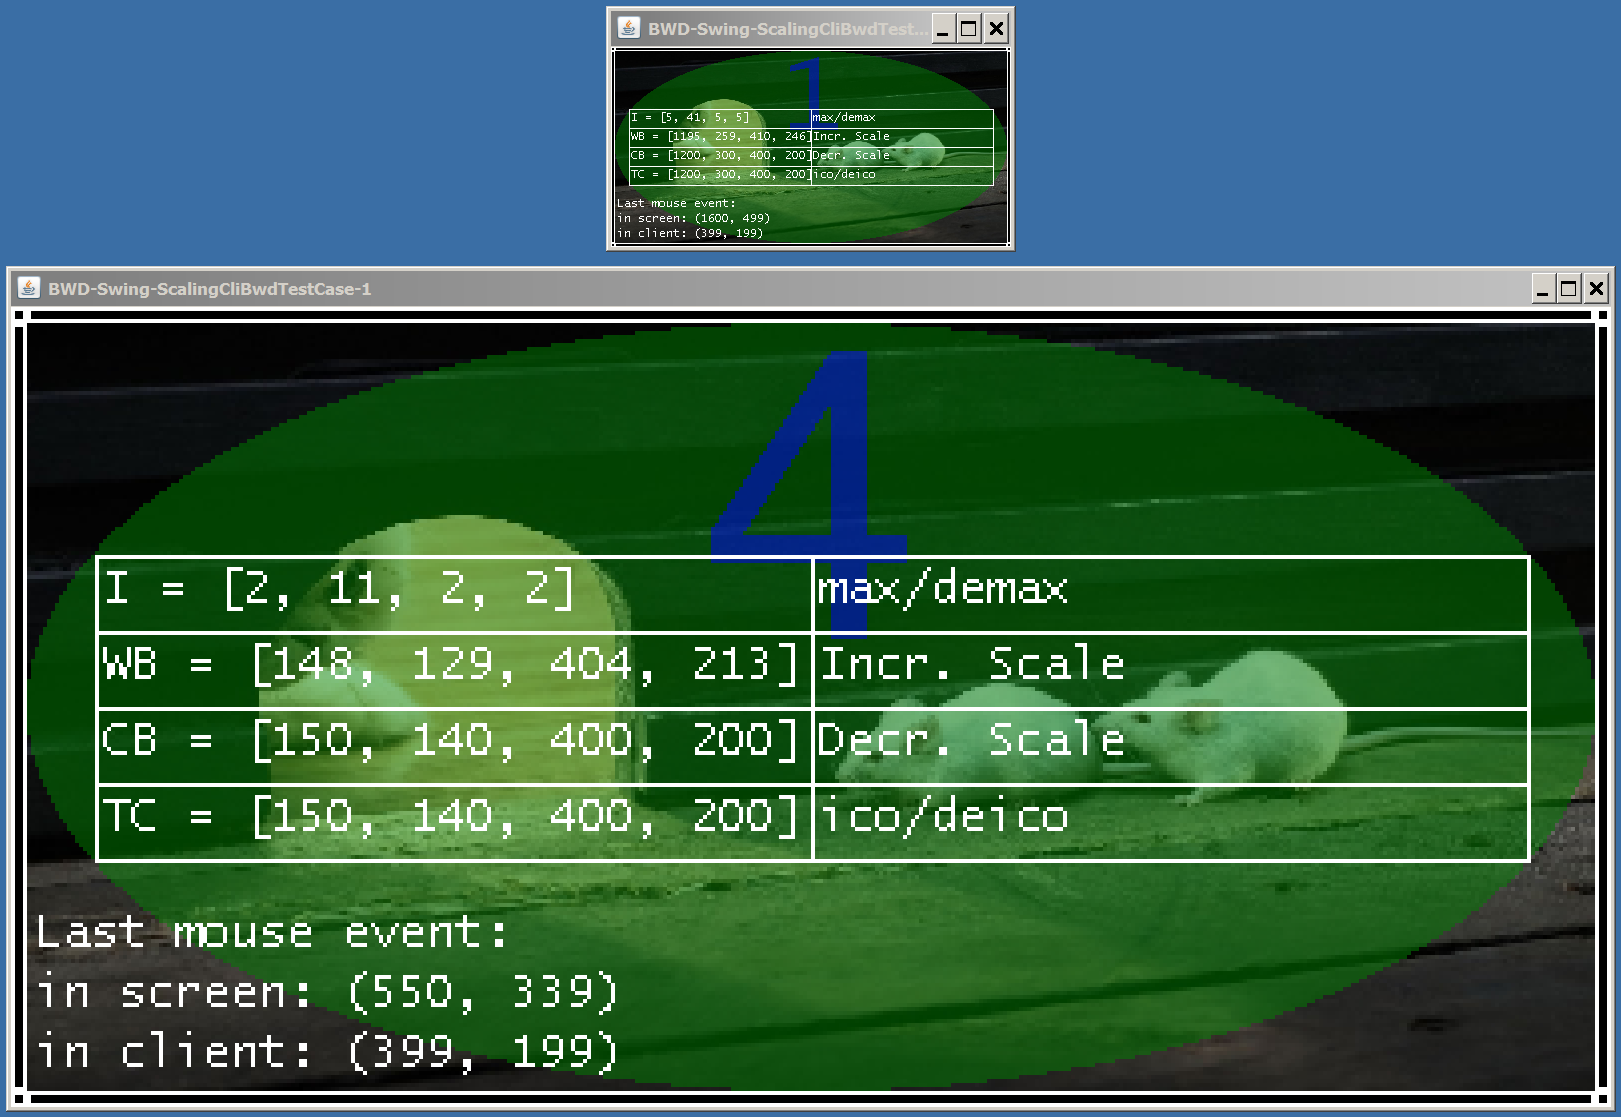 BWD-Swing-ScalingCliBwdTest...
1
I = [5, 41, 5, 5] max/demax
WB = [1195, 259, 410, 246] Incr. Scale
CB = [1200, 300, 400, 200] Decr. Scale
TC = [1200, 300, 400, 200] ico/deico
Last mouse event:
in screen: (1600, 499)
in client: (399, 199)
BWD-Swing-ScalingCliBwdTestCase-1
4
I = [2, 11, 2, 2] max/demax
WB = [148, 129, 404, 213] Incr. Scale
CB = [150, 140, 400, 200] Decr. Scale
TC = [150, 140, 400, 200] ico/deico
Last mouse event:
in screen: (550, 339)
in client: (399, 199)